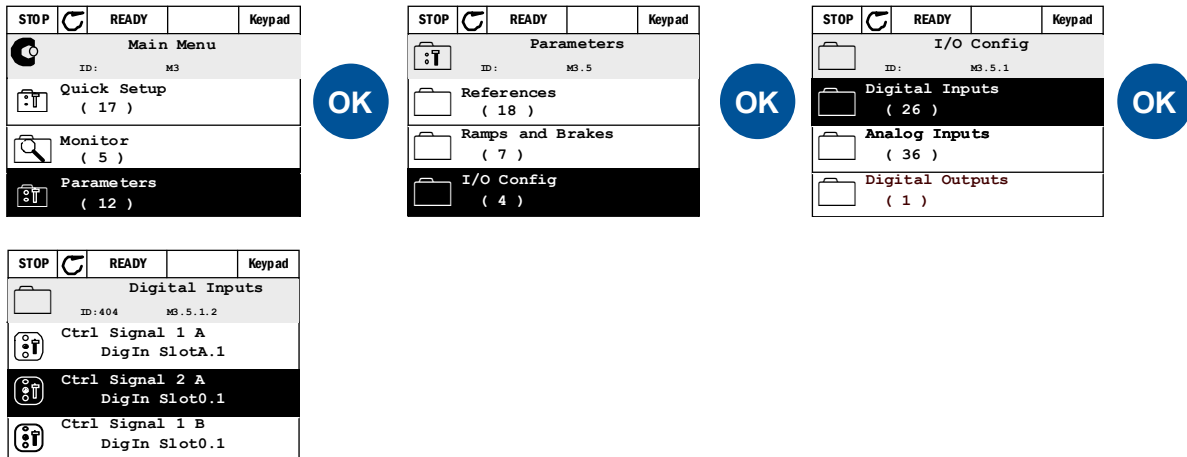 STOP READY Keypad
Main Menu
ID: M3
Quick Setup
( 17 )
Monitor
( 5 )
Parameters
( 12 )
OK
STOP READY Keypad
Parameters
ID: M3.5
References
( 18 )
Ramps and Brakes
( 7 )
I/O Config
( 4 )
OK
STOP READY Keypad
I/O Config
ID: M3.5.1
Digital Inputs
( 26 )
Analog Inputs
( 36 )
Digital Outputs
( 1 )
OK
STOP READY Keypad
Digital Inputs
ID:404 M3.5.1.2
Ctrl Signal 1 A
DigIn SlotA.1
Ctrl Signal 2 A
DigIn Slot0.1
Ctrl Signal 1 B
DigIn Slot0.1